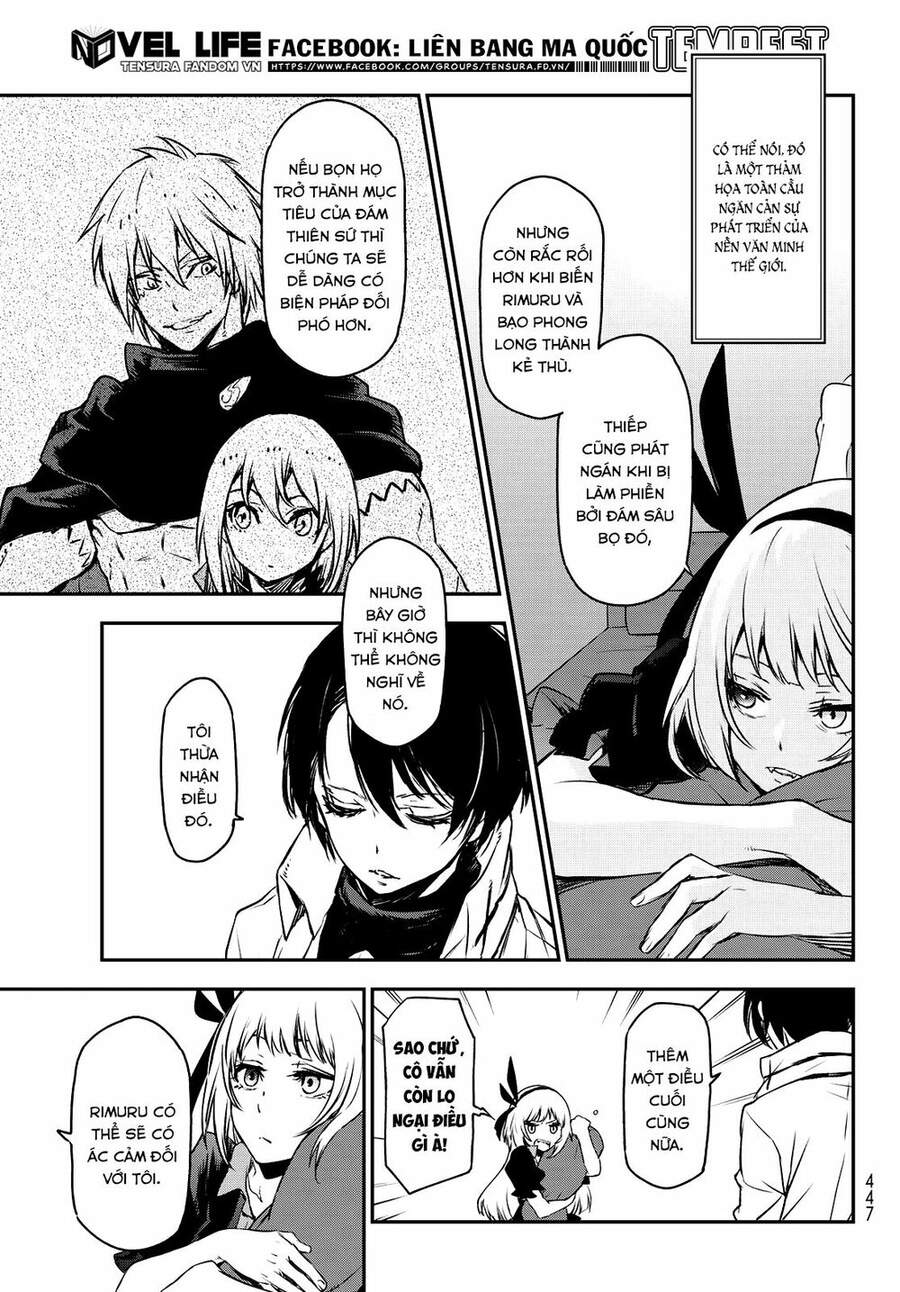 NOVEL LIFE
TENSURA FANDOM VN
FACEBOOK: LIÊN BANG MA QUỐC TEMPEST
HTTPS://WWW.FACEBOOK.COM/GROUPS/TENSURA.FD.VN/
CÓ THỂ NÓI, ĐÓ
LÀ MỘT THẢM
HỌA TOÀN CẦU
NGĂN CẢN SỰ
PHÁT TRIỂN CỦA
NỀN VĂN MINH
THẾ GIỚI.
NHƯNG
CÒN RẮC RỐI
HƠN KHI BIẾN
RIMURU VÀ
BẠO PHONG
LONG THÀNH
KẺ THÙ.
THIẾP
CŨNG PHÁT
NGÁN KHI BỊ
LÀM PHIỀN
BỞI ĐÁM SÂU
BỌ ĐÓ,
NẾU BỌN HỌ
TRỞ THÀNH MỤC
TIÊU CỦA ĐÁM
THIÊN SỨ THÌ
CHÚNG TA SẼ
DỄ DÀNG CÓ
BIỆN PHÁP ĐỐI
PHÓ HƠN.
NHƯNG
BÂY GIỜ
THÌ KHÔNG
THỂ KHÔNG
NGHĨ VỀ
NÓ.
TÔI
THỪA
NHẬN
ĐIỀU
ĐÓ.
THÊM
MỘT ĐIỀU
CUỐI
CÙNG
NỮA.
SAO CHỨ,
CÔ VẪN
CÒN LO
NGẠI ĐIỀU
GÌ À!
RIMURU CÓ
THỂ SẼ CÓ
ÁC CẢM ĐỐI
VỚI TÔI.
447